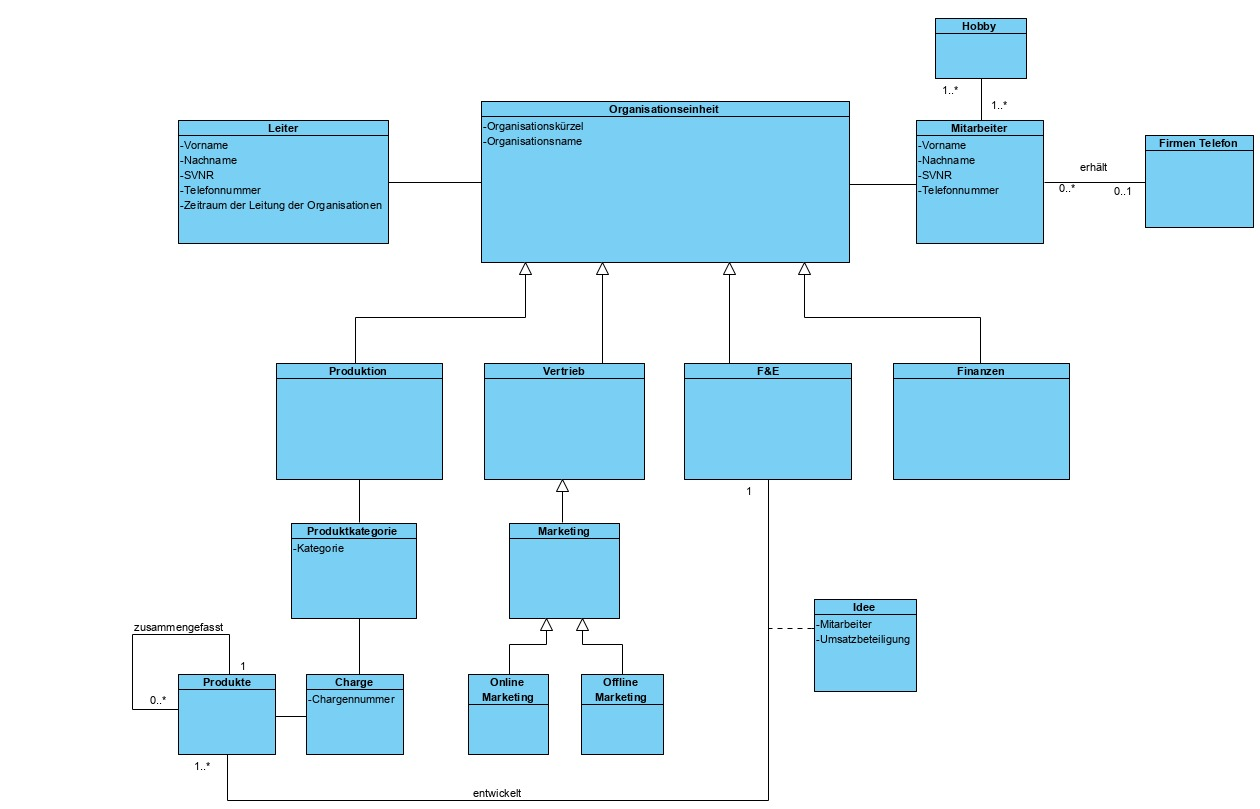 Hobby
1..*
1..*
Organisationseinheit
-Organisationskürzel
-Organisationsname
Leiter
-Vorname
-Nachname
-SVNR
-Telefonnummer
-Zeitraum der Leitung der Organisationen
Mitarbeiter
-Vorname
-Nachname
-SVNR
-Telefonnummer
erhält
0..*
0..1
Firmen Telefon
Produktion
Vertrieb
F&E
Finanzen
1
Produktkategorie
-Kategorie
Marketing
Idee
-Mitarbeiter
-Umsatzbeteiligung
zusammengefasst
1
0..*
Produkte
Charge
-Chargennummer
Online
Marketing
Offline
Marketing
1..*
entwickelt